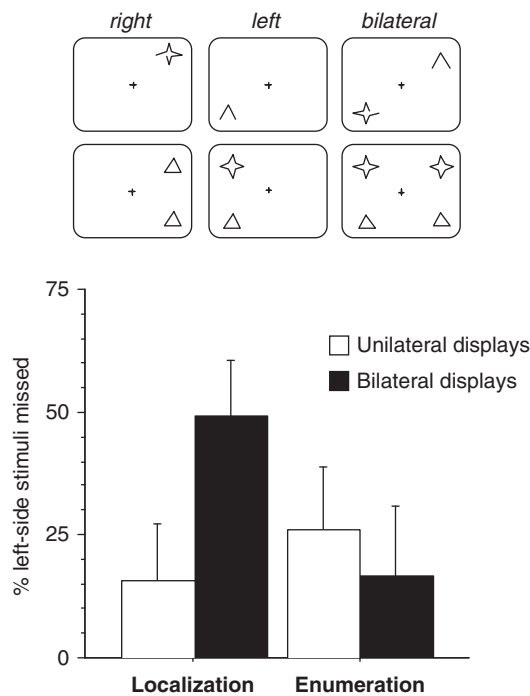 right left bilateral
75
50
25
0
% left-side stimuli missed
Unilateral displays
Bilateral displays
Localization Enumeration